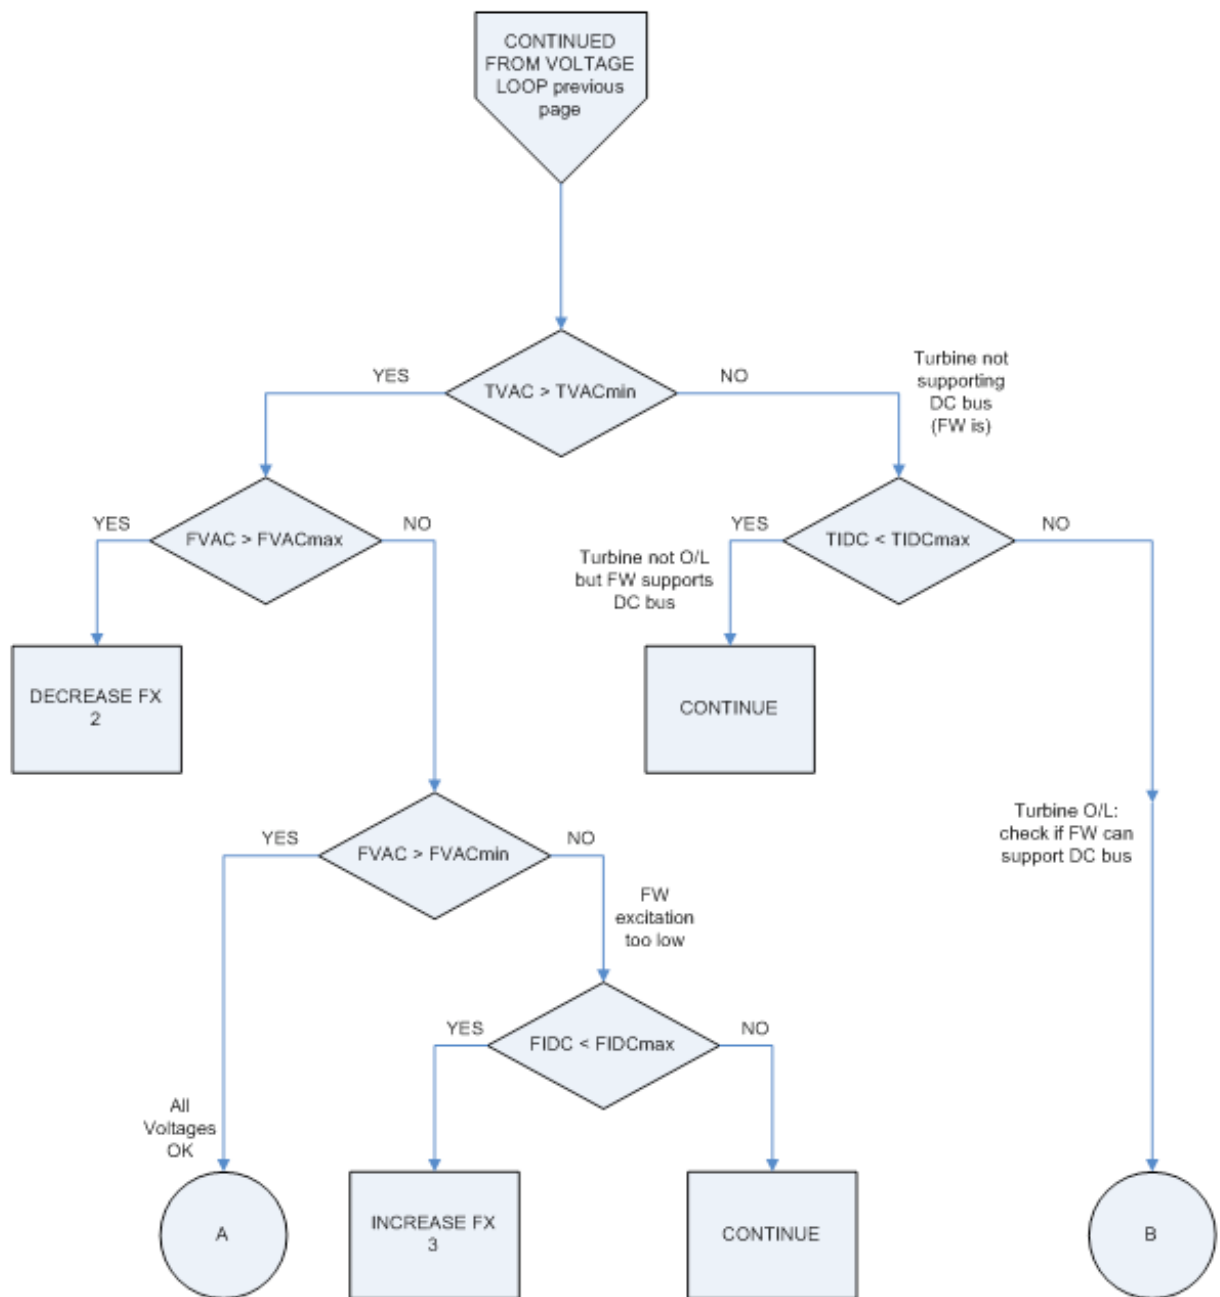 CONTINUED
FROM VOLTAGE
LOOP previous
page
YES
TVAC > TVACmin
NO
Turbine not
supporting
DC bus
(FW is)
YES
FVAC > FVACmax
NO
YES
TIDC < TIDCmax
NO
Turbine not O/L
but FW supports
DC bus
DECREASE FX
2
CONTINUE
YES
FVAC > FVACmin
NO
Turbine O/L:
check if FW can
support DC bus
FW
excitation
too low
YES
FIDC < FIDCmax
NO
All
Voltages
OK
A
INCREASE FX
3
CONTINUE
B